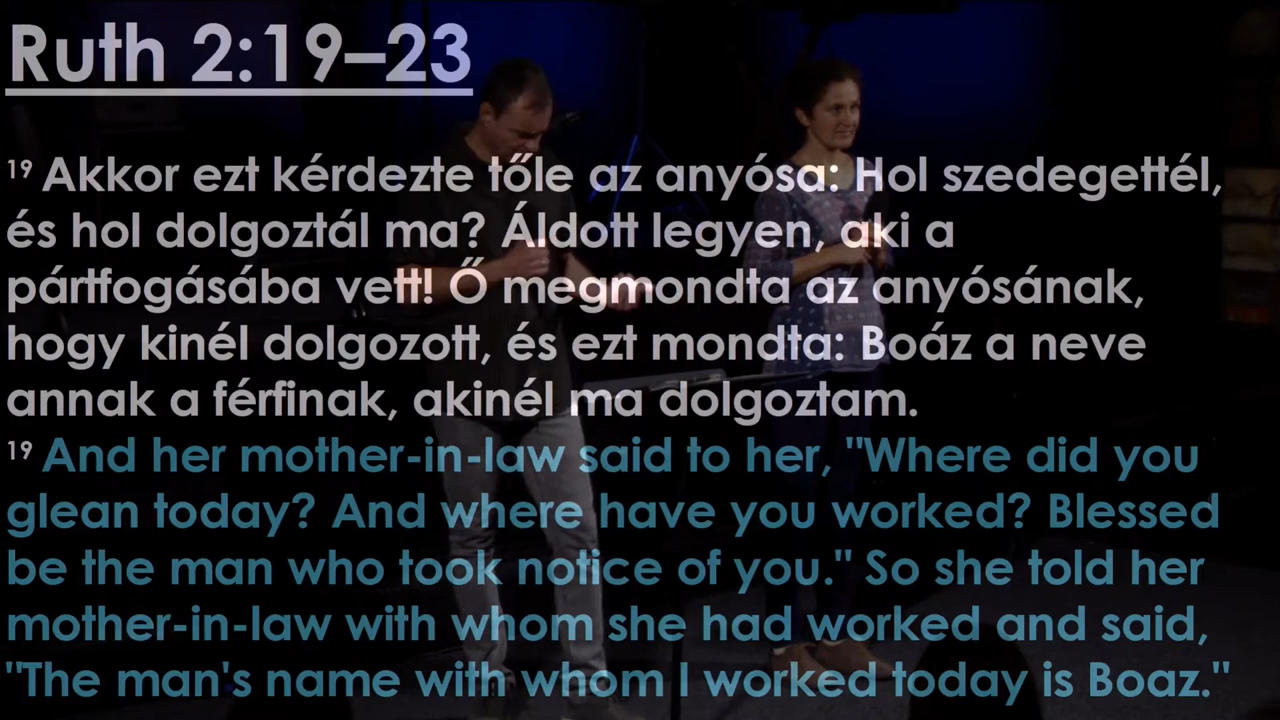 Ruth 2:19–23
19 Akkor ezt kérdezte tőle az anyósa: Hol szedegettél,
és hol dolgoztál ma? Áldott legyen, aki a
pártfogásába vett! Ő megmondta az anyósának,
hogy kinél dolgozott, és ezt mondta: Boáz a neve
annak a férfinak, akinél ma dolgoztam.
19 And her mother-in-law said to her, "Where did you
glean today? And where have you worked? Blessed
be the man who took notice of you." So she told her
mother-in-law with whom she had worked and said,
"The man's name with whom I worked today is Boaz."